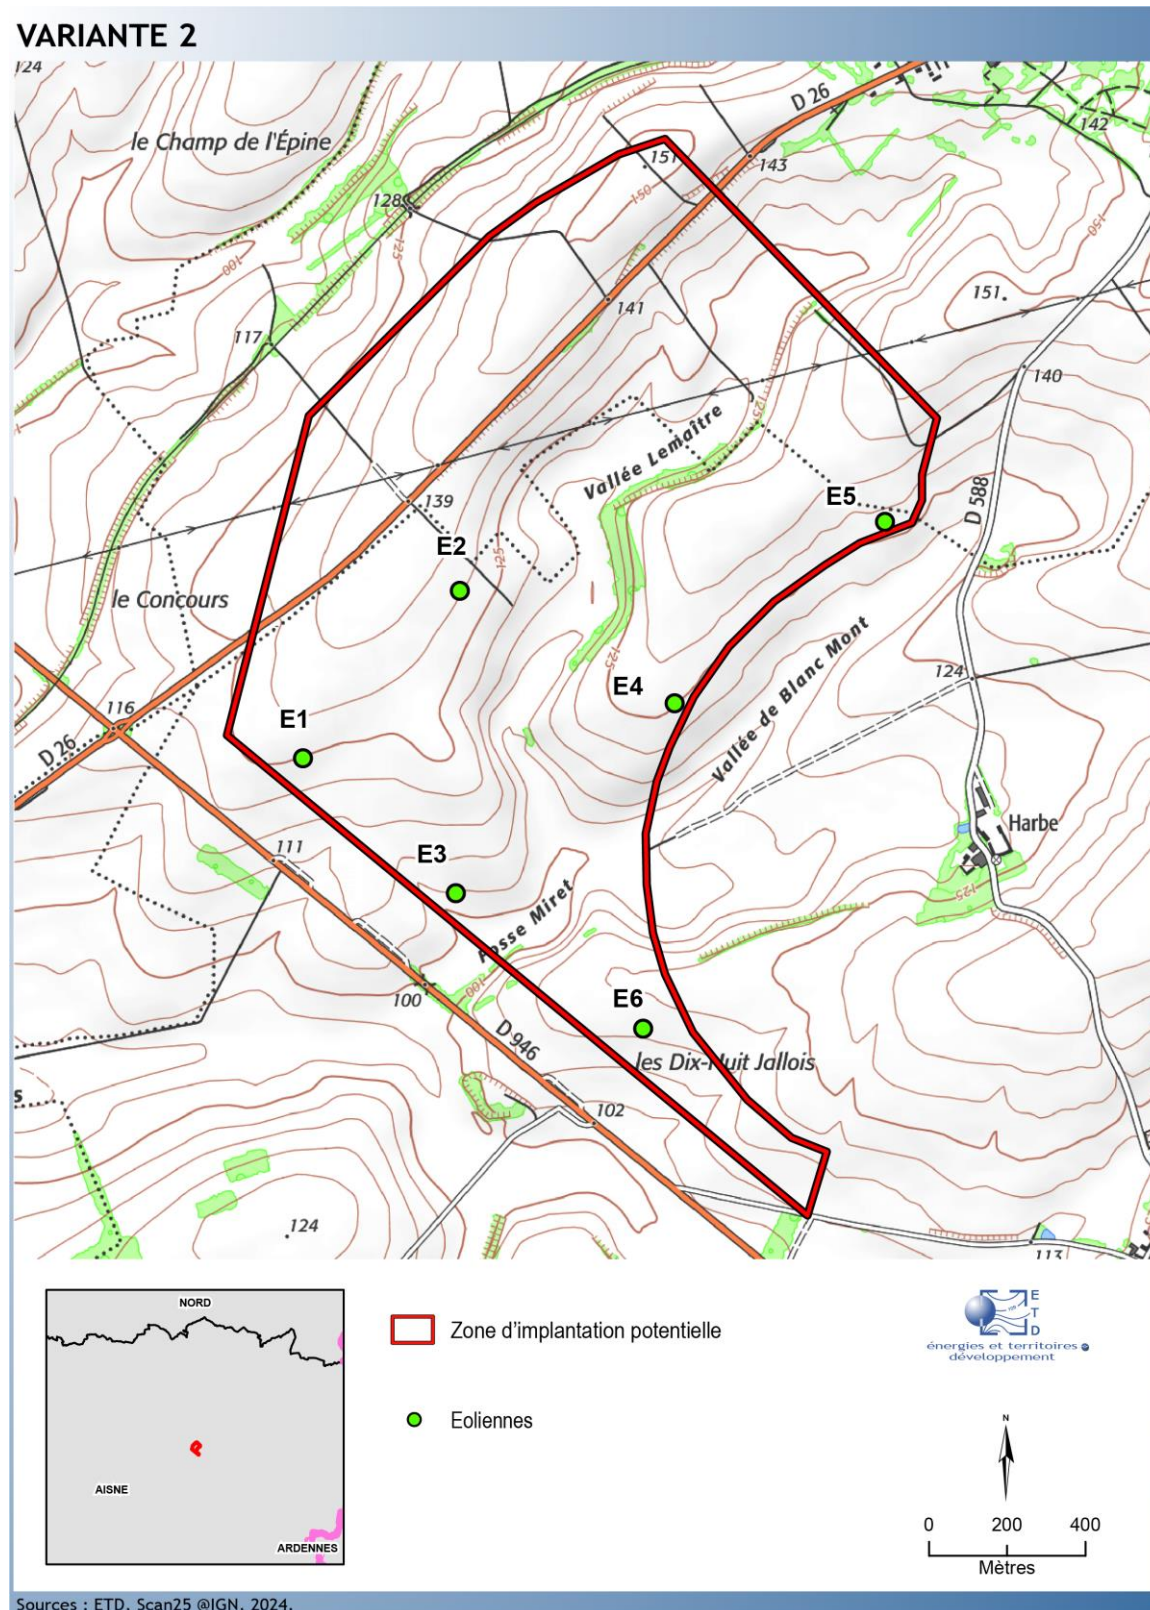 VARIANTE 2
124
le Champ de l'Épine
D 26
142
151
143
150
128
125
150
100
151
141
117
140
125
Vallée Lemaître
139
E5
D 588
E2
125
le Concours
Vallée de Blanc Mont
125
124
E4
116
E1
D 26
Harbe
111
E3
125
Fosse Miret
100
100
E6
D 946
les Dix-Huit Jallois
102
s
124
113
NORD
AISNE
ARDENNES
Zone d'implantation potentielle
Eoliennes
E
T
D
énergies et territoires
développement
N
0 200 400
Mètres
Sources : ETD, Scan25 @IGN, 2024.